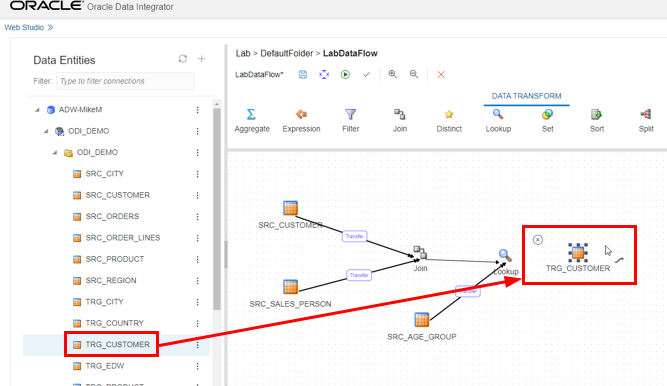 ORACLE® Oracle Data Integrator
Web Studio »
Data Entities
Filter: Type to filter connections
ADW-MikeM
ODI_DEMO
ODI_DEMO
SRC_CITY
SRC_CUSTOMER
SRC_ORDERS
SRC_ORDER_LINES
SRC_PRODUCT
SRC_REGION
TRG_CITY
TRG_COUNTRY
TRG_CUSTOMER
TRG_EDW
TRG_PRODUCT
Lab > DefaultFolder > LabDataFlow
LabDataFlow*
DATA TRANSFORM
Aggregate Expression Filter Join Distinct Lookup Set Sort Split
SRC_CUSTOMER
Transfer
Join
Lookup
TRG_CUSTOMER
Transfer
SRC_SALES_PERSON
Transfer
SRC_AGE_GROUP